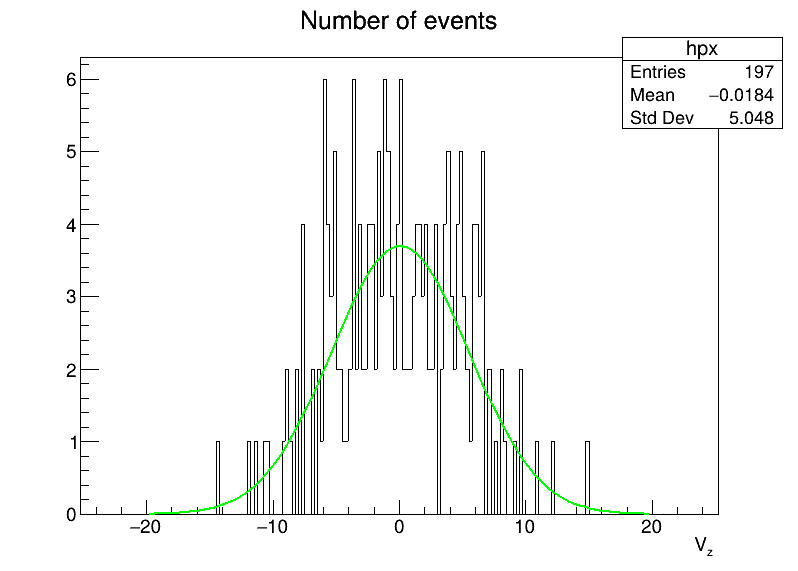 Number of events
hpx
Entries 197
Mean −0.0184
Std Dev 5.048
6
5
4
3
2
1
0
−20 −10 0 10 20
V_z